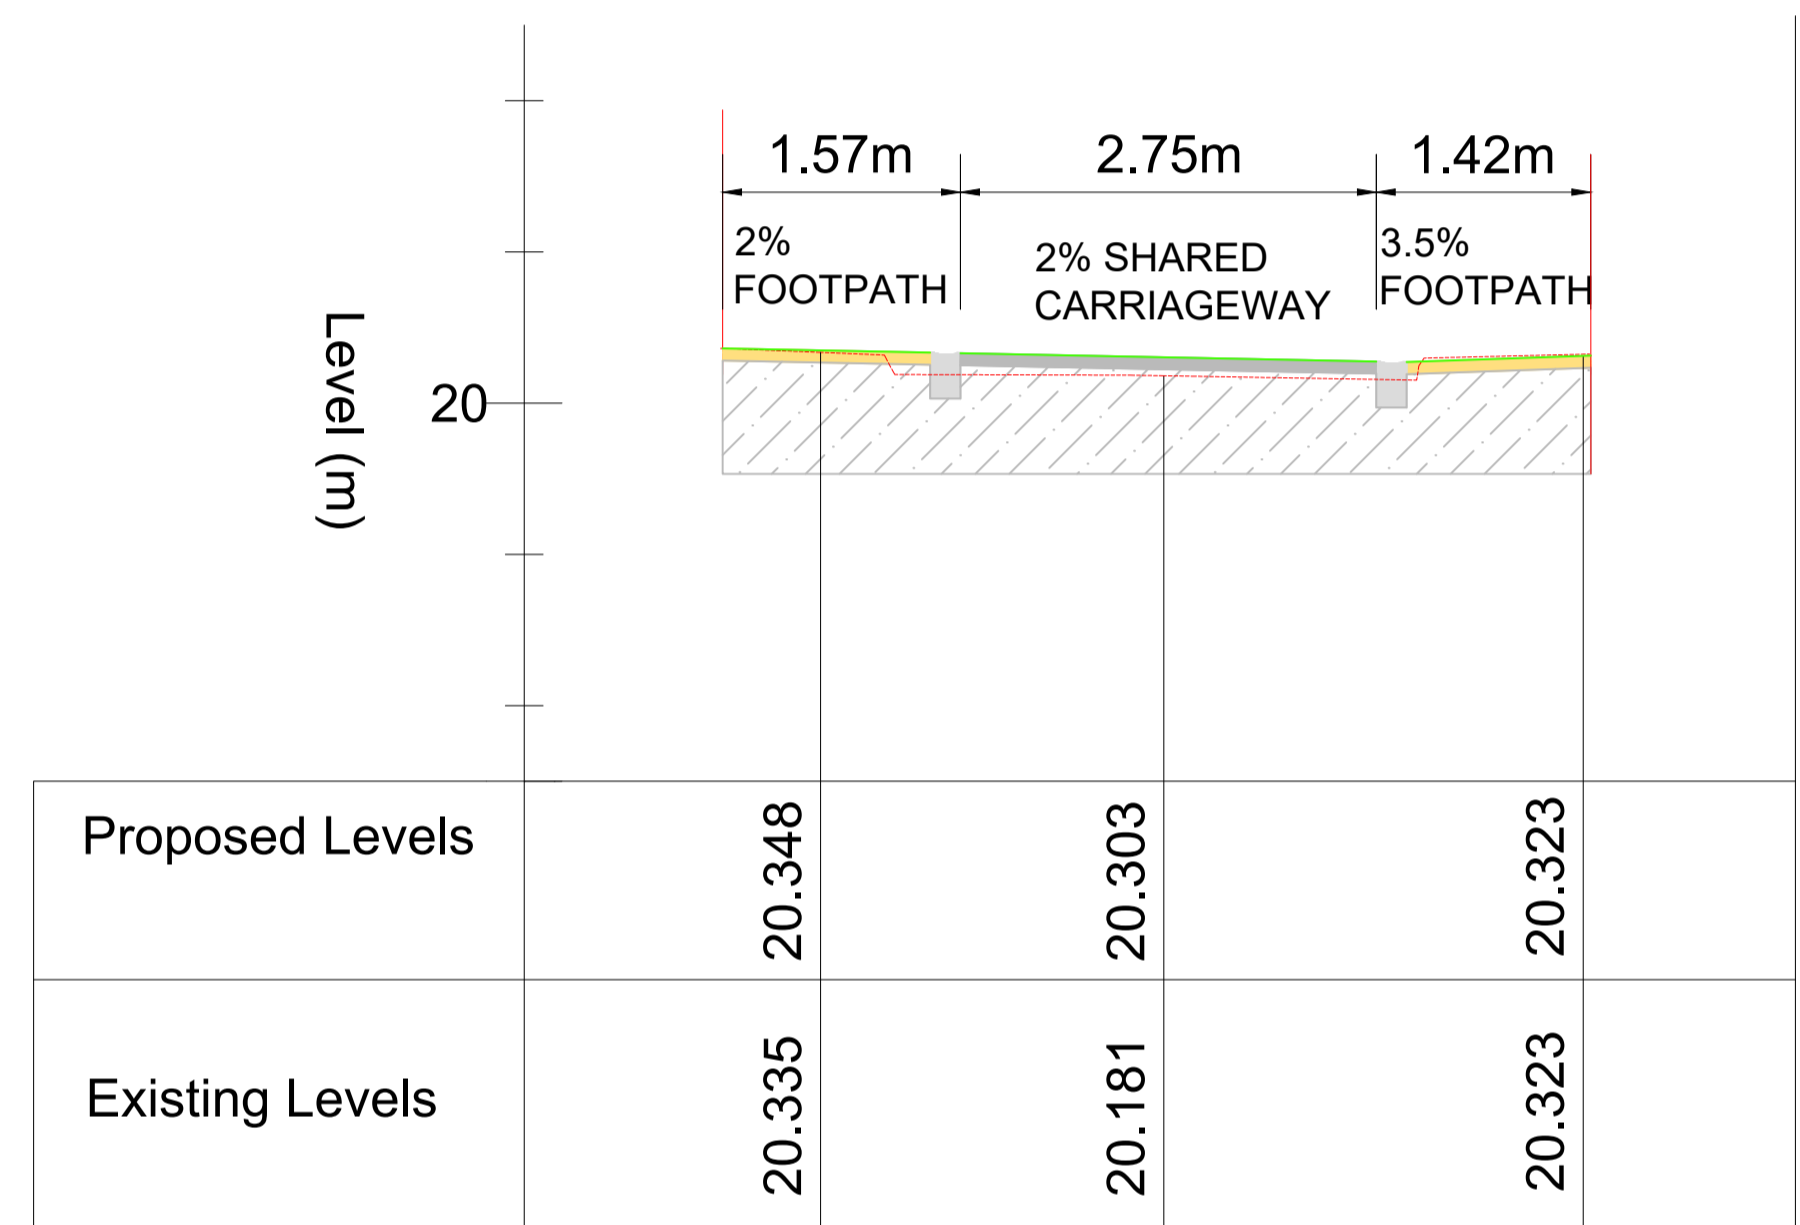 1.57m
2.75m
1.42m
2%
FOOTPATH
2% SHARED
CARRIAGEWAY
3.5%
FOOTPATH
Level (m)
20
Proposed Levels
20.348
20.303
20.323
Existing Levels
20.335
20.181
20.323